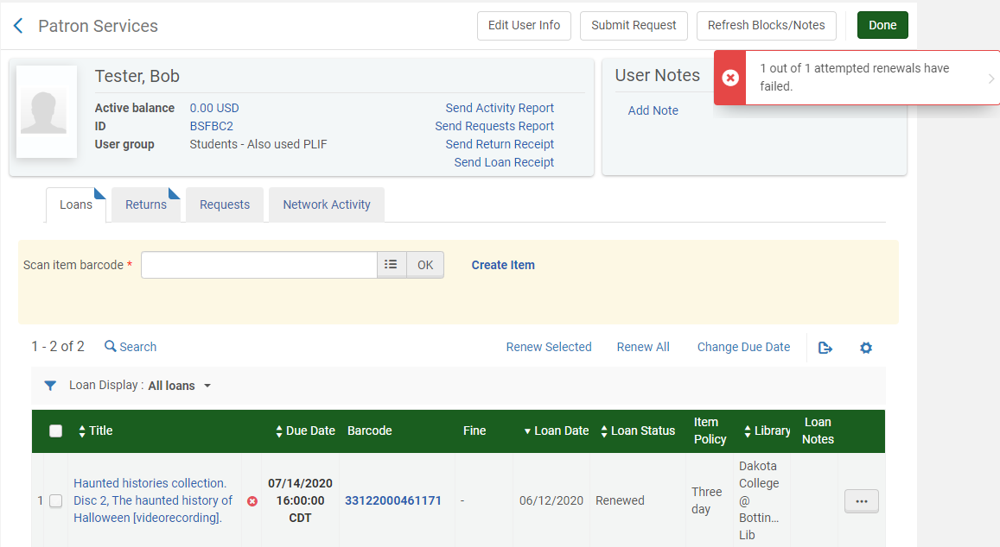 Patron Services
Edit User Info
Submit Request
Refresh Blocks/Notes
Done
1 out of 1 attempted renewals have
failed.
Tester, Bob
Active balance 0.00 USD
ID BSFBC2
User group Students - Also used PLIF
Send Activity Report
Send Requests Report
Send Return Receipt
Send Loan Receipt
User Notes
Add Note
Loans
Returns
Requests
Network Activity
Scan item barcode *
OK
Create Item
1 - 2 of 2
Search
Renew Selected
Renew All
Change Due Date
Loan Display : All loans
Title
Due Date
Barcode
Fine
Loan Date
Loan Status
Item
Policy
Library
Loan
Notes
1
Haunted histories collection.
Disc 2, The haunted history of
Halloween [videorecording].
07/14/2020
16:00:00
CDT
33122000461171
-
06/12/2020
Renewed
Three
day
Dakota
College
@
Bottin...
Lib
...